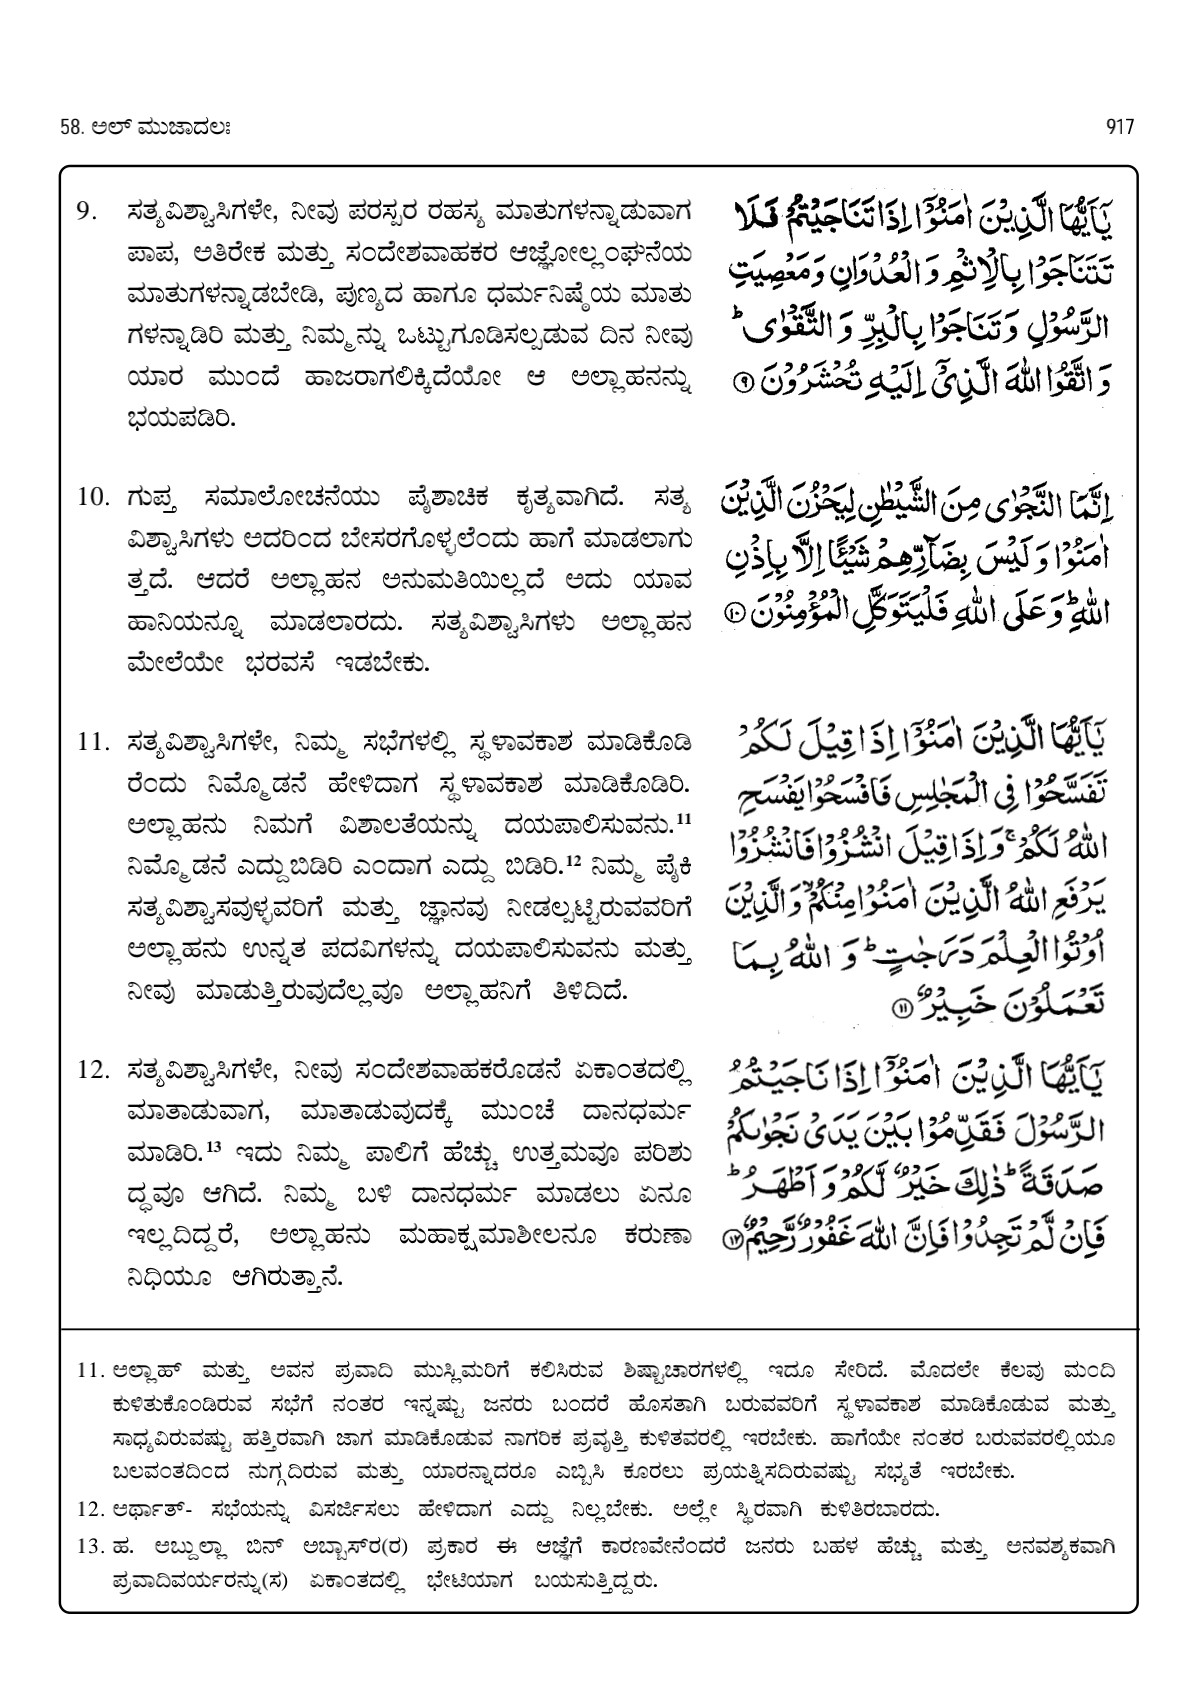 58. ಅಲ್ ಮುಜಾದಲಃ
917
9. ಸತ್ಯವಿಶ್ವಾಸಿಗಳೇ, ನೀವು ಪರಸ್ಪರ ರಹಸ್ಯ ಮಾತುಗಳನ್ನಾಡುವಾಗ
ಪಾಪ, ಅತಿರೇಕ ಮತ್ತು ಸಂದೇಶವಾಹಕರ ಆಜ್ಞೋಲ್ಲಂಘನೆಯ
ಮಾತುಗಳನ್ನಾಡಬೇಡಿ, ಪುಣ್ಯದ ಹಾಗೂ ಧರ್ಮನಿಷ್ಠೆಯ ಮಾತು
ಗಳನ್ನಾಡಿರಿ ಮತ್ತು ನಿಮ್ಮನ್ನು ಒಟ್ಟುಗೂಡಿಸಲ್ಪಡುವ ದಿನ ನೀವು
ಯಾರ ಮುಂದೆ ಹಾಜರಾಗಲಿಕ್ಕಿದೆಯೋ ಆ ಅಲ್ಲಾಹನನ್ನು
ಭಯಪಡಿರಿ.
يٰۤاَيُّهَا الَّذِيْنَ اٰمَنُوْۤا اِذَا تَنَاجَيْتُمْ فَلَا
تَتَنَاجَوْا بِالْاِثْمِ وَ الْعُدْوَانِ وَ مَعْصِيَتِ
الرَّسُوْلِ وَ تَنَاجَوْا بِالْبِرِّ وَ التَّقْوٰى ؕ
وَ اتَّقُوا اللّٰهَ الَّذِيْۤ اِلَيْهِ تُحْشَرُوْنَ ۹
10. ಗುಪ್ತ ಸಮಾಲೋಚನೆಯು ಪೈಶಾಚಿಕ ಕೃತ್ಯವಾಗಿದೆ. ಸತ್ಯ
ವಿಶ್ವಾಸಿಗಳು ಅದರಿಂದ ಬೇಸರಗೊಳ್ಳಲೆಂದು ಹಾಗೆ ಮಾಡಲಾಗು
ತ್ತದೆ. ಆದರೆ ಅಲ್ಲಾಹನ ಅನುಮತಿಯಿಲ್ಲದೆ ಅದು ಯಾವ
ಹಾನಿಯನ್ನೂ ಮಾಡಲಾರದು. ಸತ್ಯವಿಶ್ವಾಸಿಗಳು ಅಲ್ಲಾಹನ
ಮೇಲೆಯೇ ಭರವಸೆ ಇಡಬೇಕು.
اِنَّمَا النَّجْوٰى مِنَ الشَّيْطٰنِ لِيَحْزُنَ الَّذِيْنَ
اٰمَنُوْا وَ لَيْسَ بِضَآرِّهِمْ شَيْـًٔا اِلَّا بِاِذْنِ
اللّٰهِ ؕ وَ عَلَى اللّٰهِ فَلْيَتَوَكَّلِ الْمُؤْمِنُوْنَ ۱۰
11. ಸತ್ಯವಿಶ್ವಾಸಿಗಳೇ, ನಿಮ್ಮ ಸಭೆಗಳಲ್ಲಿ ಸ್ಥಳಾವಕಾಶ ಮಾಡಿಕೊಡಿ
ರೆಂದು ನಿಮ್ಮೊಡನೆ ಹೇಳಿದಾಗ ಸ್ಥಳಾವಕಾಶ ಮಾಡಿಕೊಡಿರಿ.
ಅಲ್ಲಾಹನು ನಿಮಗೆ ವಿಶಾಲತೆಯನ್ನು ದಯಪಾಲಿಸುವನು.¹¹
ನಿಮ್ಮೊಡನೆ ಎದ್ದುಬಿಡಿರಿ ಎಂದಾಗ ಎದ್ದು ಬಿಡಿರಿ.¹² ನಿಮ್ಮ ಪೈಕಿ
ಸತ್ಯವಿಶ್ವಾಸವುಳ್ಳವರಿಗೆ ಮತ್ತು ಜ್ಞಾನವು ನೀಡಲ್ಪಟ್ಟಿರುವವರಿಗೆ
ಅಲ್ಲಾಹನು ಉನ್ನತ ಪದವಿಗಳನ್ನು ದಯಪಾಲಿಸುವನು ಮತ್ತು
ನೀವು ಮಾಡುತ್ತಿರುವುದೆಲ್ಲವೂ ಅಲ್ಲಾಹನಿಗೆ ತಿಳಿದಿದೆ.
يٰۤاَيُّهَا الَّذِيْنَ اٰمَنُوْۤا اِذَا قِيْلَ لَكُمْ
تَفَسَّحُوْا فِي الْمَجٰلِسِ فَافْسَحُوْا يَفْسَحِ
اللّٰهُ لَكُمْ ۚ وَ اِذَا قِيْلَ انْشُزُوْا فَانْشُزُوْا
يَرْفَعِ اللّٰهُ الَّذِيْنَ اٰمَنُوْا مِنْكُمْ ۙ وَ الَّذِيْنَ
اُوْتُوا الْعِلْمَ دَرَجٰتٍ ؕ وَ اللّٰهُ بِمَا
تَعْمَلُوْنَ خَبِيْرٌ ۱۱
12. ಸತ್ಯವಿಶ್ವಾಸಿಗಳೇ, ನೀವು ಸಂದೇಶವಾಹಕರೊಡನೆ ಏಕಾಂತದಲ್ಲಿ
ಮಾತಾಡುವಾಗ, ಮಾತಾಡುವುದಕ್ಕೆ ಮುಂಚೆ ದಾನಧರ್ಮ
ಮಾಡಿರಿ.¹³ ಇದು ನಿಮ್ಮ ಪಾಲಿಗೆ ಹೆಚ್ಚು ಉತ್ತಮವೂ ಪರಿಶು
ದ್ಧವೂ ಆಗಿದೆ. ನಿಮ್ಮ ಬಳಿ ದಾನಧರ್ಮ ಮಾಡಲು ಏನೂ
ಇಲ್ಲದಿದ್ದರೆ, ಅಲ್ಲಾಹನು ಮಹಾಕ್ಷಮಾಶೀಲನೂ ಕರುಣಾ
ನಿಧಿಯೂ ಆಗಿರುತ್ತಾನೆ.
يٰۤاَيُّهَا الَّذِيْنَ اٰمَنُوْۤا اِذَا نَاجَيْتُمُ
الرَّسُوْلَ فَقَدِّمُوْا بَيْنَ يَدَيْ نَجْوٰىكُمْ
صَدَقَةً ؕ ذٰلِكَ خَيْرٌ لَّكُمْ وَ اَطْهَرُ ؕ
فَاِنْ لَّمْ تَجِدُوْا فَاِنَّ اللّٰهَ غَفُوْرٌ رَّحِيْمٌ ۱۲
11. ಅಲ್ಲಾಹ್ ಮತ್ತು ಅವನ ಪ್ರವಾದಿ ಮುಸ್ಲಿಮರಿಗೆ ಕಲಿಸಿರುವ ಶಿಷ್ಟಾಚಾರಗಳಲ್ಲಿ ಇದೂ ಸೇರಿದೆ. ಮೊದಲೇ ಕೆಲವು ಮಂದಿ
ಕುಳಿತುಕೊಂಡಿರುವ ಸಭೆಗೆ ನಂತರ ಇನ್ನಷ್ಟು ಜನರು ಬಂದರೆ ಹೊಸತಾಗಿ ಬರುವವರಿಗೆ ಸ್ಥಳಾವಕಾಶ ಮಾಡಿಕೊಡುವ ಮತ್ತು
ಸಾಧ್ಯವಿರುವಷ್ಟು ಹತ್ತಿರವಾಗಿ ಜಾಗ ಮಾಡಿಕೊಡುವ ನಾಗರಿಕ ಪ್ರವೃತ್ತಿ ಕುಳಿತವರಲ್ಲಿ ಇರಬೇಕು. ಹಾಗೆಯೇ ನಂತರ ಬರುವವರಲ್ಲಿಯೂ
ಬಲವಂತದಿಂದ ನುಗ್ಗದಿರುವ ಮತ್ತು ಯಾರನ್ನಾದರೂ ಎಬ್ಬಿಸಿ ಕೂರಲು ಪ್ರಯತ್ನಿಸದಿರುವಷ್ಟು ಸಭ್ಯತೆ ಇರಬೇಕು.
12. ಅರ್ಥಾತ್- ಸಭೆಯನ್ನು ವಿಸರ್ಜಿಸಲು ಹೇಳಿದಾಗ ಎದ್ದು ನಿಲ್ಲಬೇಕು. ಅಲ್ಲೇ ಸ್ಥಿರವಾಗಿ ಕುಳಿತಿರಬಾರದು.
13. ಹ. ಅಬ್ದುಲ್ಲಾ ಬಿನ್ ಅಬ್ಬಾಸ್‌ರ(ರ) ಪ್ರಕಾರ ಈ ಆಜ್ಞೆಗೆ ಕಾರಣವೇನೆಂದರೆ ಜನರು ಬಹಳ ಹೆಚ್ಚು ಮತ್ತು ಅನವಶ್ಯಕವಾಗಿ
ಪ್ರವಾದಿವರ್ಯರನ್ನು(ಸ) ಏಕಾಂತದಲ್ಲಿ ಭೇಟಿಯಾಗ ಬಯಸುತ್ತಿದ್ದರು.